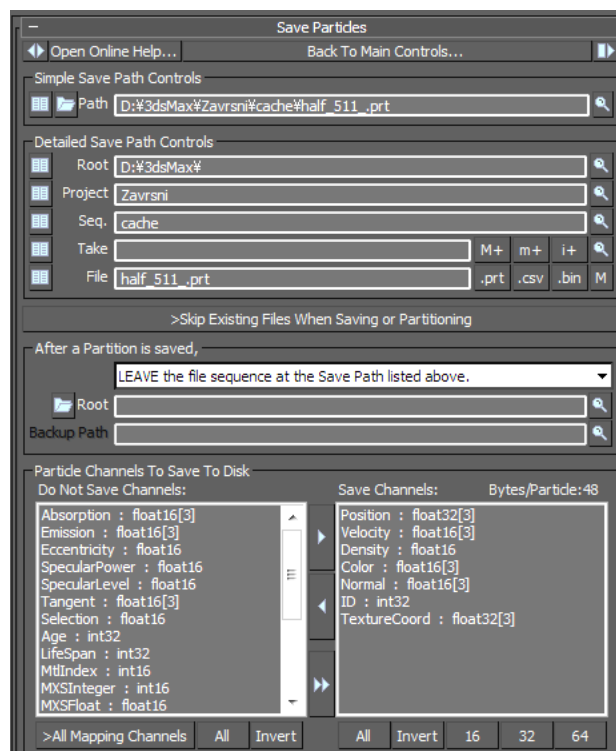 − Save Particles
Open Online Help... Back To Main Controls...
Simple Save Path Controls
Path D:¥3dsMax¥Zavrsni¥cache¥half_511_.prt
Detailed Save Path Controls
Root D:¥3dsMax¥
Project Zavrsni
Seq. cache
Take M+ m+ i+
File half_511_.prt .prt .csv .bin M
>Skip Existing Files When Saving or Partitioning
After a Partition is saved,
LEAVE the file sequence at the Save Path listed above.
Root
Backup Path
Particle Channels To Save To Disk
Do Not Save Channels:
Absorption : float16[3]
Emission : float16[3]
Eccentricity : float16
SpecularPower : float16
SpecularLevel : float16
Tangent : float16[3]
Selection : float16
Age : int32
LifeSpan : int32
MtlIndex : int16
MXSInteger : int16
MXSFloat : float16
>All Mapping Channels All Invert
Save Channels: Bytes/Particle:48
Position : float32[3]
Velocity : float16[3]
Density : float16
Color : float16[3]
Normal : float16[3]
ID : int32
TextureCoord : float32[3]
All Invert 16 32 64